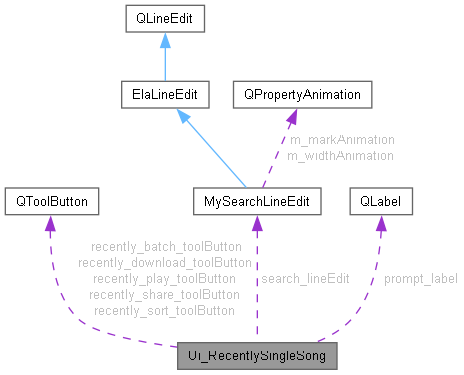 QLineEdit
ElaLineEdit
QPropertyAnimation
m_markAnimation
m_widthAnimation
QToolButton
MySearchLineEdit
QLabel
recently_batch_toolButton
recently_download_toolButton
recently_play_toolButton
recently_share_toolButton
recently_sort_toolButton
search_lineEdit
prompt_label
Ui_RecentlySingleSong